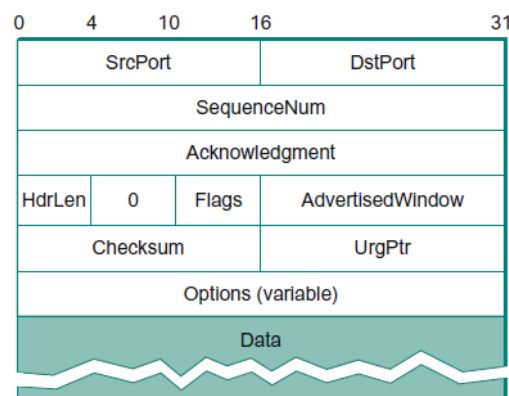 0 4 10 16 31
SrcPort DstPort
SequenceNum
Acknowledgment
HdrLen 0 Flags AdvertisedWindow
Checksum UrgPtr
Options (variable)
Data